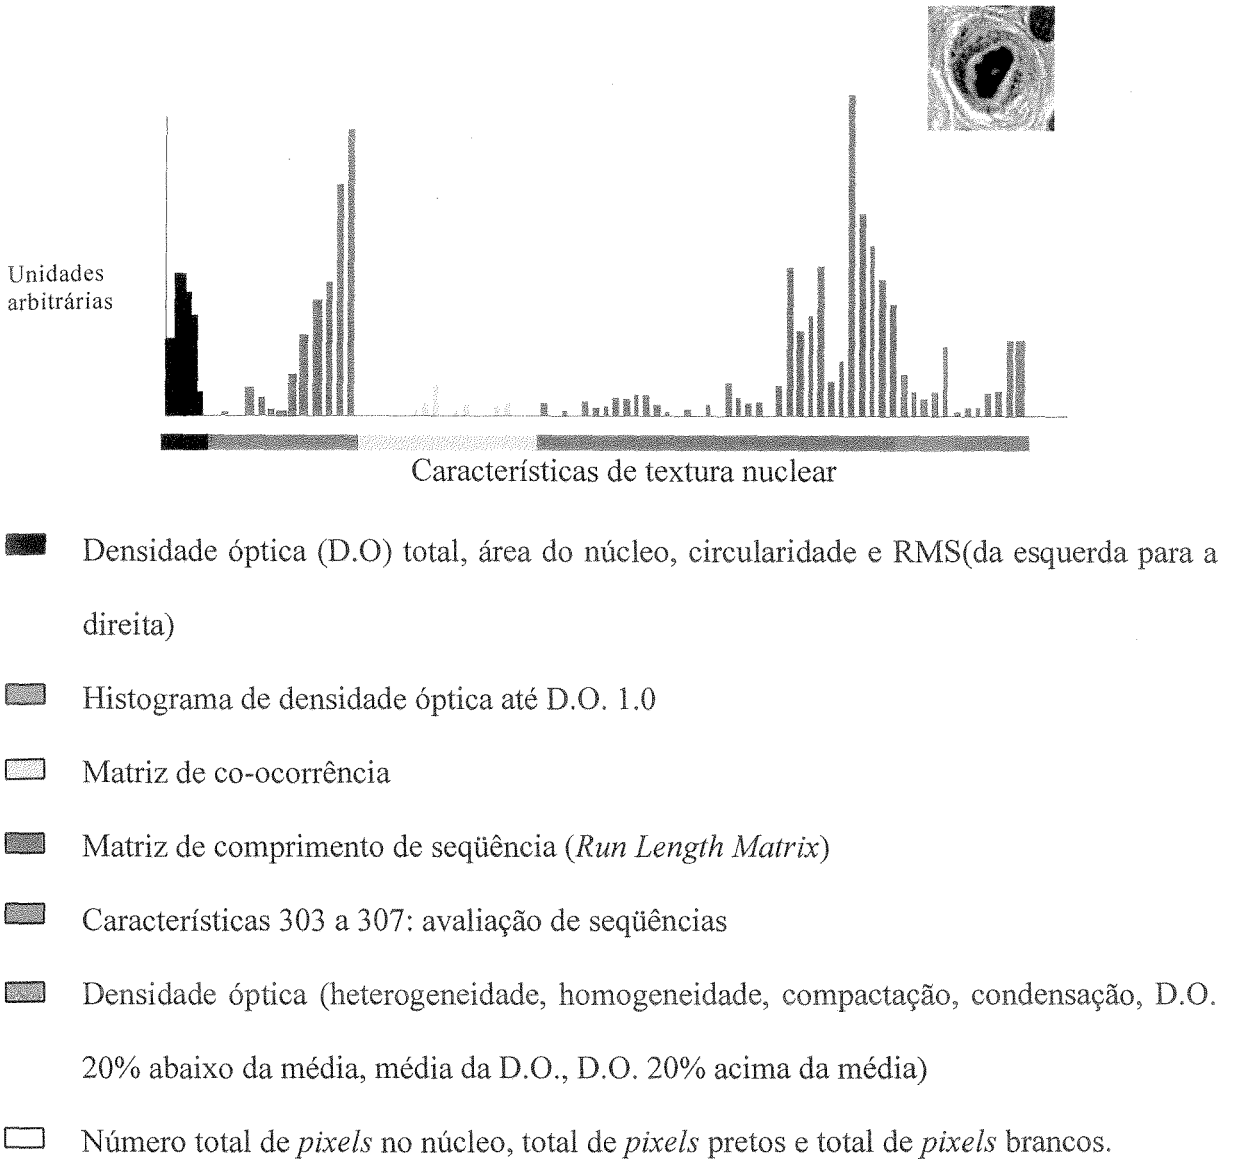 Unidades
arbitrárias
Características de textura nuclear
Densidade óptica (D.O) total, área do núcleo, circularidade e RMS(da esquerda para a
direita)
Histograma de densidade óptica até D.O. 1.0
Matriz de co-ocorrência
Matriz de comprimento de seqüência (Run Length Matrix)
Características 303 a 307: avaliação de seqüências
Densidade óptica (heterogeneidade, homogeneidade, compactação, condensação, D.O.
20% abaixo da média, média da D.O., D.O. 20% acima da média)
Número total de pixels no núcleo, total de pixels pretos e total de pixels brancos.